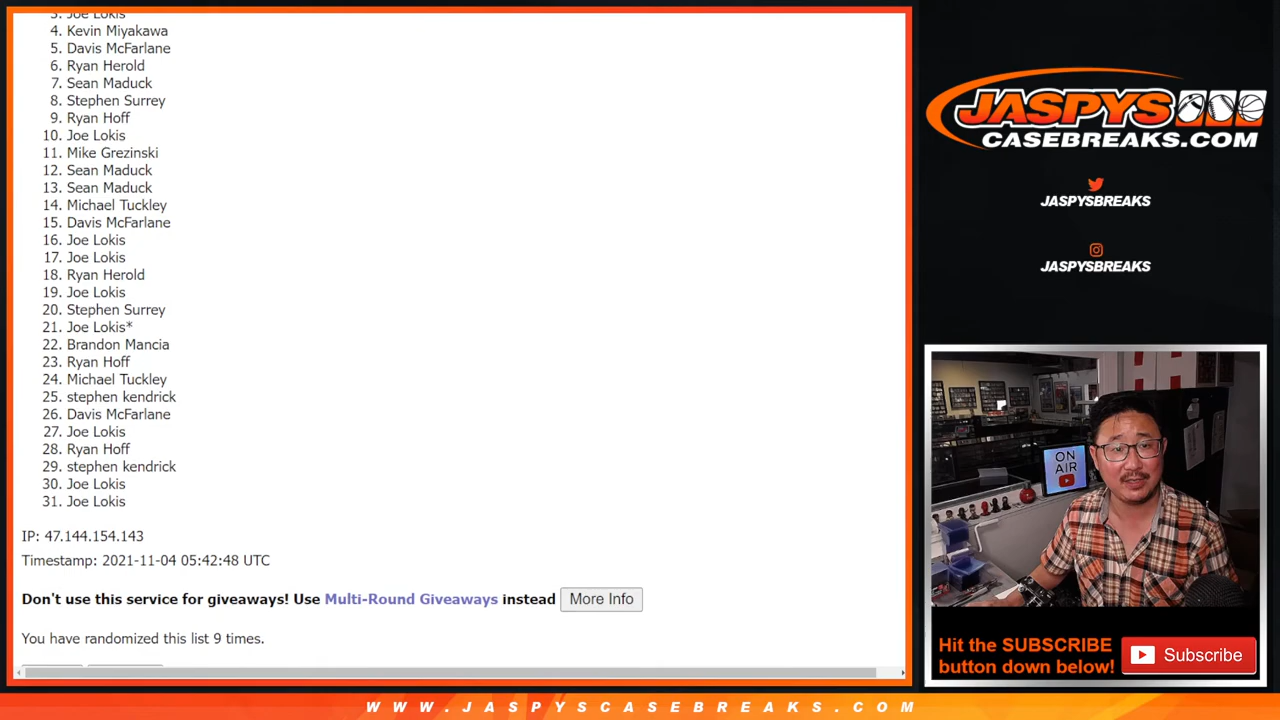 3. Joe Lokis
4. Kevin Miyakawa
5. Davis McFarlane
6. Ryan Herold
7. Sean Maduck
8. Stephen Surrey
9. Ryan Hoff
10. Joe Lokis
11. Mike Grezinski
12. Sean Maduck
13. Sean Maduck
14. Michael Tuckley
15. Davis McFarlane
16. Joe Lokis
17. Joe Lokis
18. Ryan Herold
19. Joe Lokis
20. Stephen Surrey
21. Joe Lokis*
22. Brandon Mancia
23. Ryan Hoff
24. Michael Tuckley
25. stephen kendrick
26. Davis McFarlane
27. Joe Lokis
28. Ryan Hoff
29. stephen kendrick
30. Joe Lokis
31. Joe Lokis
IP: 47.144.154.143
Timestamp: 2021-11-04 05:42:48 UTC
Don't use this service for giveaways! Use Multi-Round Giveaways instead More Info
You have randomized this list 9 times.
JASPYS
CASEBREAKS.COM
JASPYSBREAKS
JASPYSBREAKS
ON
AIR
Hit the SUBSCRIBE
button down below!
Subscribe
WWW.JASPYSCASEBREAKS.COM